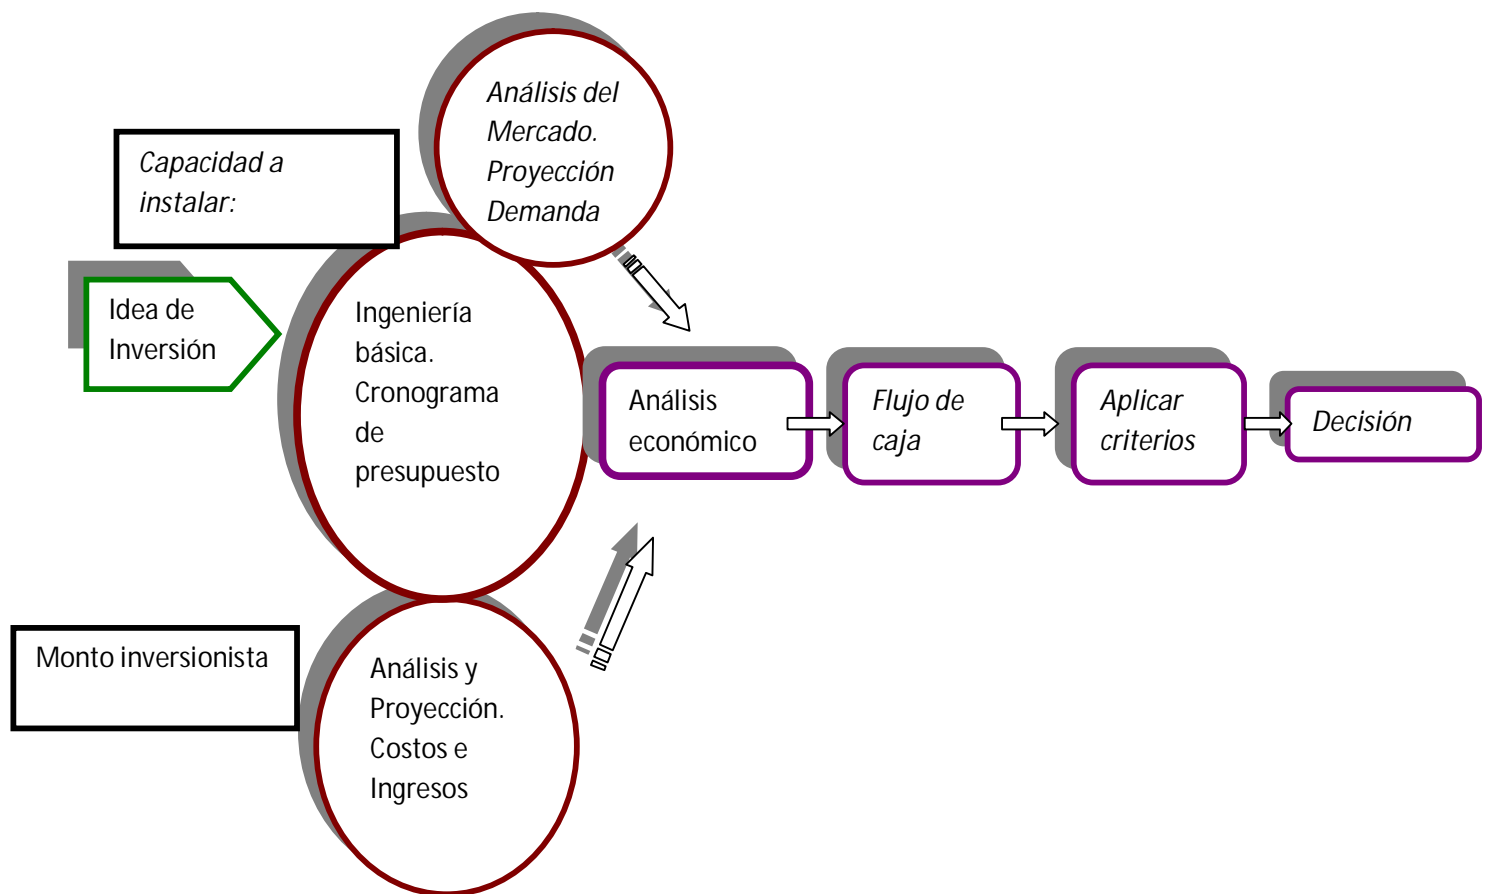 Análisis del
Mercado.
Proyección
Demanda
Capacidad a
instalar:
Idea de
Inversión
Ingeniería
básica.
Cronograma
de
presupuesto
Análisis
económico
Flujo de
caja
Aplicar
criterios
Decisión
Monto inversionista
Análisis y
Proyección.
Costos e
Ingresos